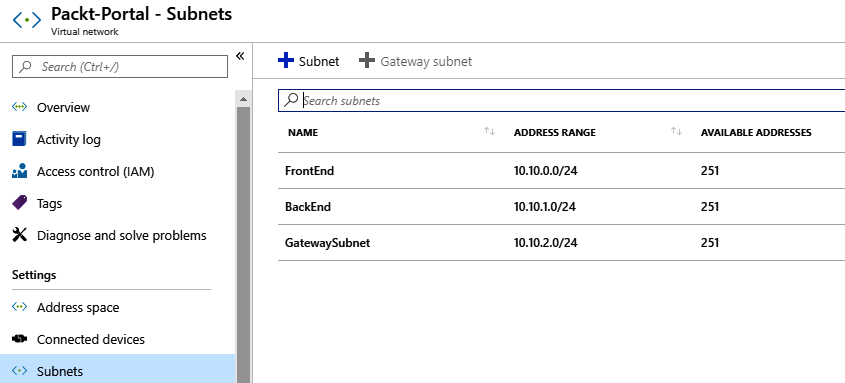 Packt-Portal - Subnets
Virtual network
Search (Ctrl+/)
Overview
Activity log
Access control (IAM)
Tags
Diagnose and solve problems
Settings
Address space
Connected devices
Subnets
Subnet Gateway subnet
Search subnets
NAME ADDRESS RANGE AVAILABLE ADDRESSES
FrontEnd 10.10.0.0/24 251
BackEnd 10.10.1.0/24 251
GatewaySubnet 10.10.2.0/24 251